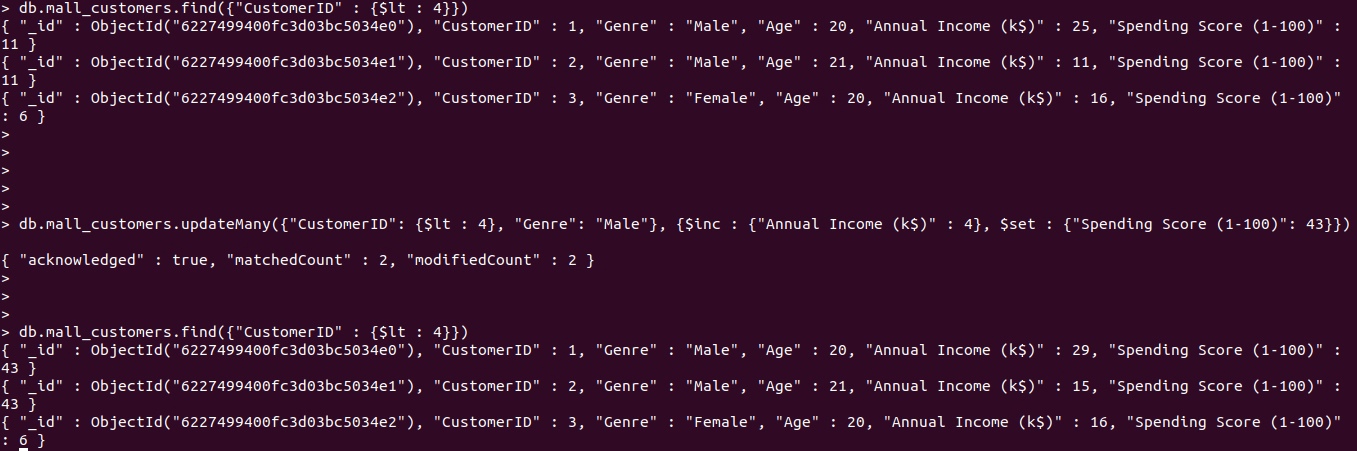 > db.mall_customers.find({"CustomerID" : {$lt : 4}})
{ "_id" : ObjectId("6227499400fc3d03bc5034e0"), "CustomerID" : 1, "Genre" : "Male", "Age" : 20, "Annual Income (k$)" : 25, "Spending Score (1-100)" :
11 }
{ "_id" : ObjectId("6227499400fc3d03bc5034e1"), "CustomerID" : 2, "Genre" : "Male", "Age" : 21, "Annual Income (k$)" : 11, "Spending Score (1-100)" :
11 }
{ "_id" : ObjectId("6227499400fc3d03bc5034e2"), "CustomerID" : 3, "Genre" : "Female", "Age" : 20, "Annual Income (k$)" : 16, "Spending Score (1-100)"
: 6 }
>
>
>
>
>
> db.mall_customers.updateMany({"CustomerID": {$lt : 4}, "Genre": "Male"}, {$inc : {"Annual Income (k$)" : 4}, $set : {"Spending Score (1-100)": 43}})
{ "acknowledged" : true, "matchedCount" : 2, "modifiedCount" : 2 }
>
>
>
> db.mall_customers.find({"CustomerID" : {$lt : 4}})
{ "_id" : ObjectId("6227499400fc3d03bc5034e0"), "CustomerID" : 1, "Genre" : "Male", "Age" : 20, "Annual Income (k$)" : 29, "Spending Score (1-100)" :
43 }
{ "_id" : ObjectId("6227499400fc3d03bc5034e1"), "CustomerID" : 2, "Genre" : "Male", "Age" : 21, "Annual Income (k$)" : 15, "Spending Score (1-100)" :
43 }
{ "_id" : ObjectId("6227499400fc3d03bc5034e2"), "CustomerID" : 3, "Genre" : "Female", "Age" : 20, "Annual Income (k$)" : 16, "Spending Score (1-100)"
: 6 }